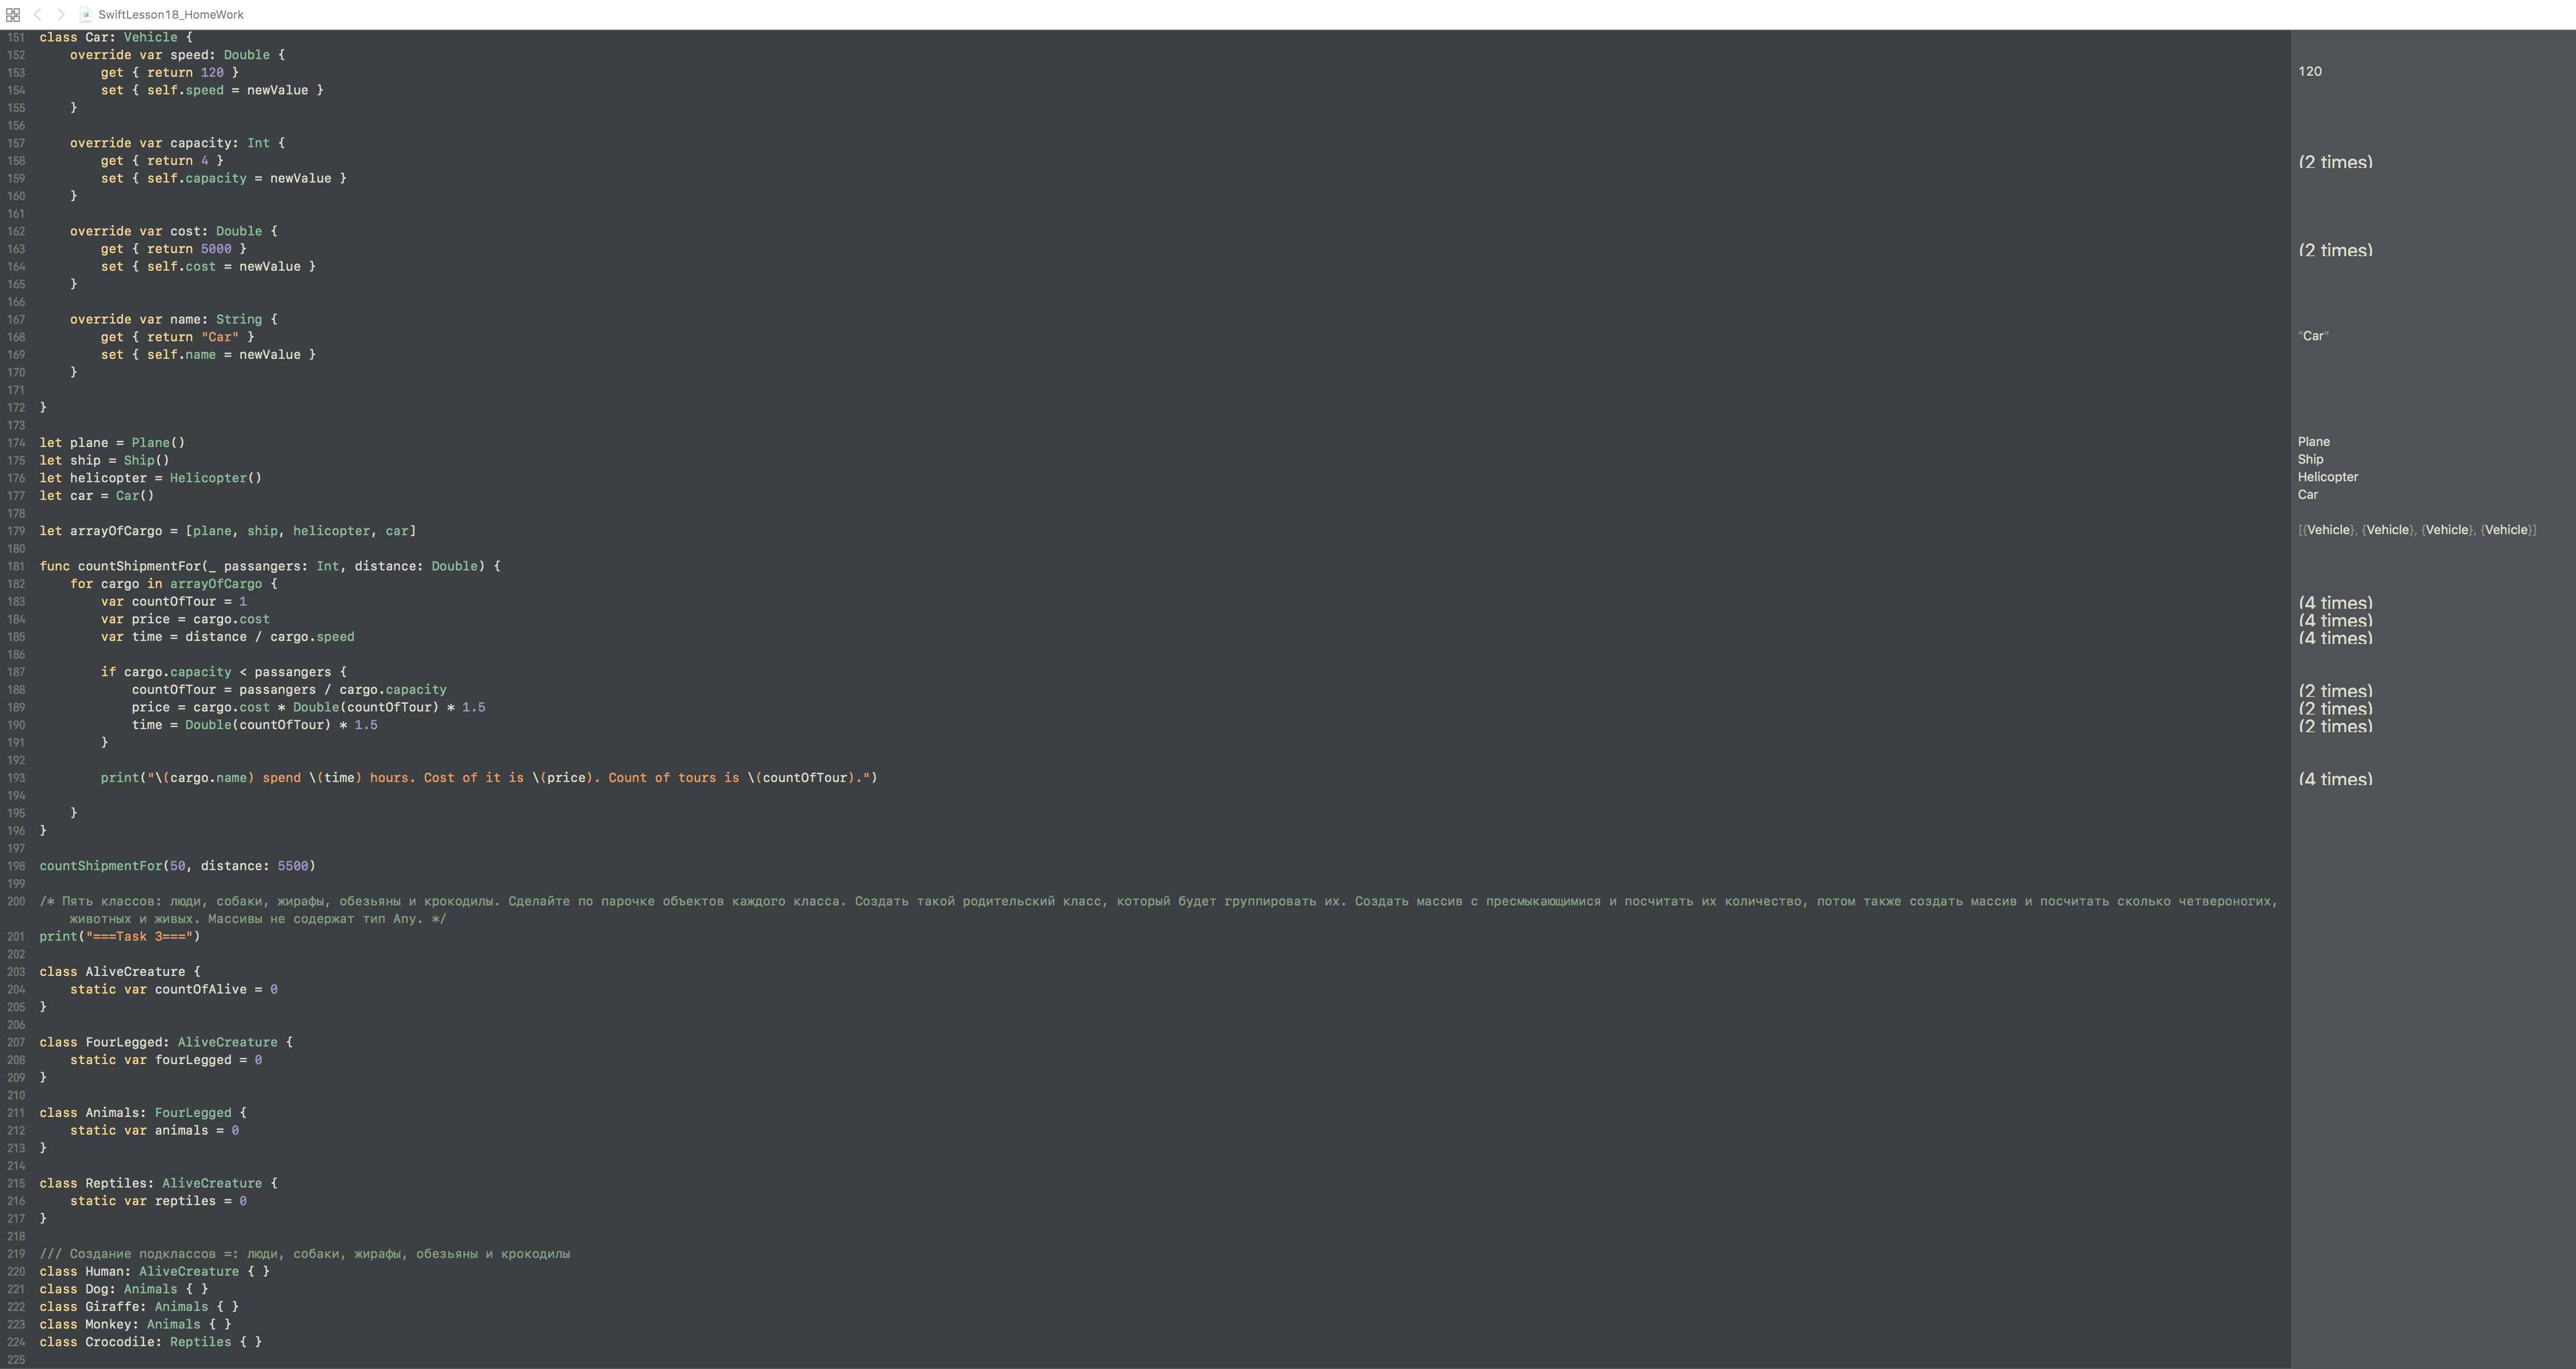 SwiftLesson18_HomeWork
151 class Car: Vehicle {
152     override var speed: Double {
153         get { return 120 }
120
154         set { self.speed = newValue }
155     }
156
157     override var capacity: Int {
158         get { return 4 }
(2 times)
159         set { self.capacity = newValue }
160     }
161
162     override var cost: Double {
163         get { return 5000 }
(2 times)
164         set { self.cost = newValue }
165     }
166
167     override var name: String {
168         get { return "Car" }
"Car"
169         set { self.name = newValue }
170     }
171
172 }
173
174 let plane = Plane()
Plane
175 let ship = Ship()
Ship
176 let helicopter = Helicopter()
Helicopter
177 let car = Car()
Car
178
179 let arrayOfCargo = [plane, ship, helicopter, car]
[{Vehicle}, {Vehicle}, {Vehicle}, {Vehicle}]
180
181 func countShipmentFor(_ passangers: Int, distance: Double) {
182     for cargo in arrayOfCargo {
183         var countOfTour = 1
(4 times)
184         var price = cargo.cost
(4 times)
185         var time = distance / cargo.speed
(4 times)
186
187         if cargo.capacity < passangers {
188             countOfTour = passangers / cargo.capacity
(2 times)
189             price = cargo.cost * Double(countOfTour) * 1.5
(2 times)
190             time = Double(countOfTour) * 1.5
(2 times)
191         }
192
193         print("\(cargo.name) spend \(time) hours. Cost of it is \(price). Count of tours is \(countOfTour).")
(4 times)
194
195     }
196 }
197
198 countShipmentFor(50, distance: 5500)
199
200 /* Пять классов: люди, собаки, жирафы, обезьяны и крокодилы. Сделайте по парочке объектов каждого класса. Создать такой родительский класс, который будет группировать их. Создать массив с пресмыкающимися и посчитать их количество, потом также создать массив и посчитать сколько четвероногих,
животных и живых. Массивы не содержат тип Any. */
201 print("===Task 3===")
202
203 class AliveCreature {
204     static var countOfAlive = 0
205 }
206
207 class FourLegged: AliveCreature {
208     static var fourLegged = 0
209 }
210
211 class Animals: FourLegged {
212     static var animals = 0
213 }
214
215 class Reptiles: AliveCreature {
216     static var reptiles = 0
217 }
218
219 /// Создание подклассов =: люди, собаки, жирафы, обезьяны и крокодилы
220 class Human: AliveCreature { }
221 class Dog: Animals { }
222 class Giraffe: Animals { }
223 class Monkey: Animals { }
224 class Crocodile: Reptiles { }
225